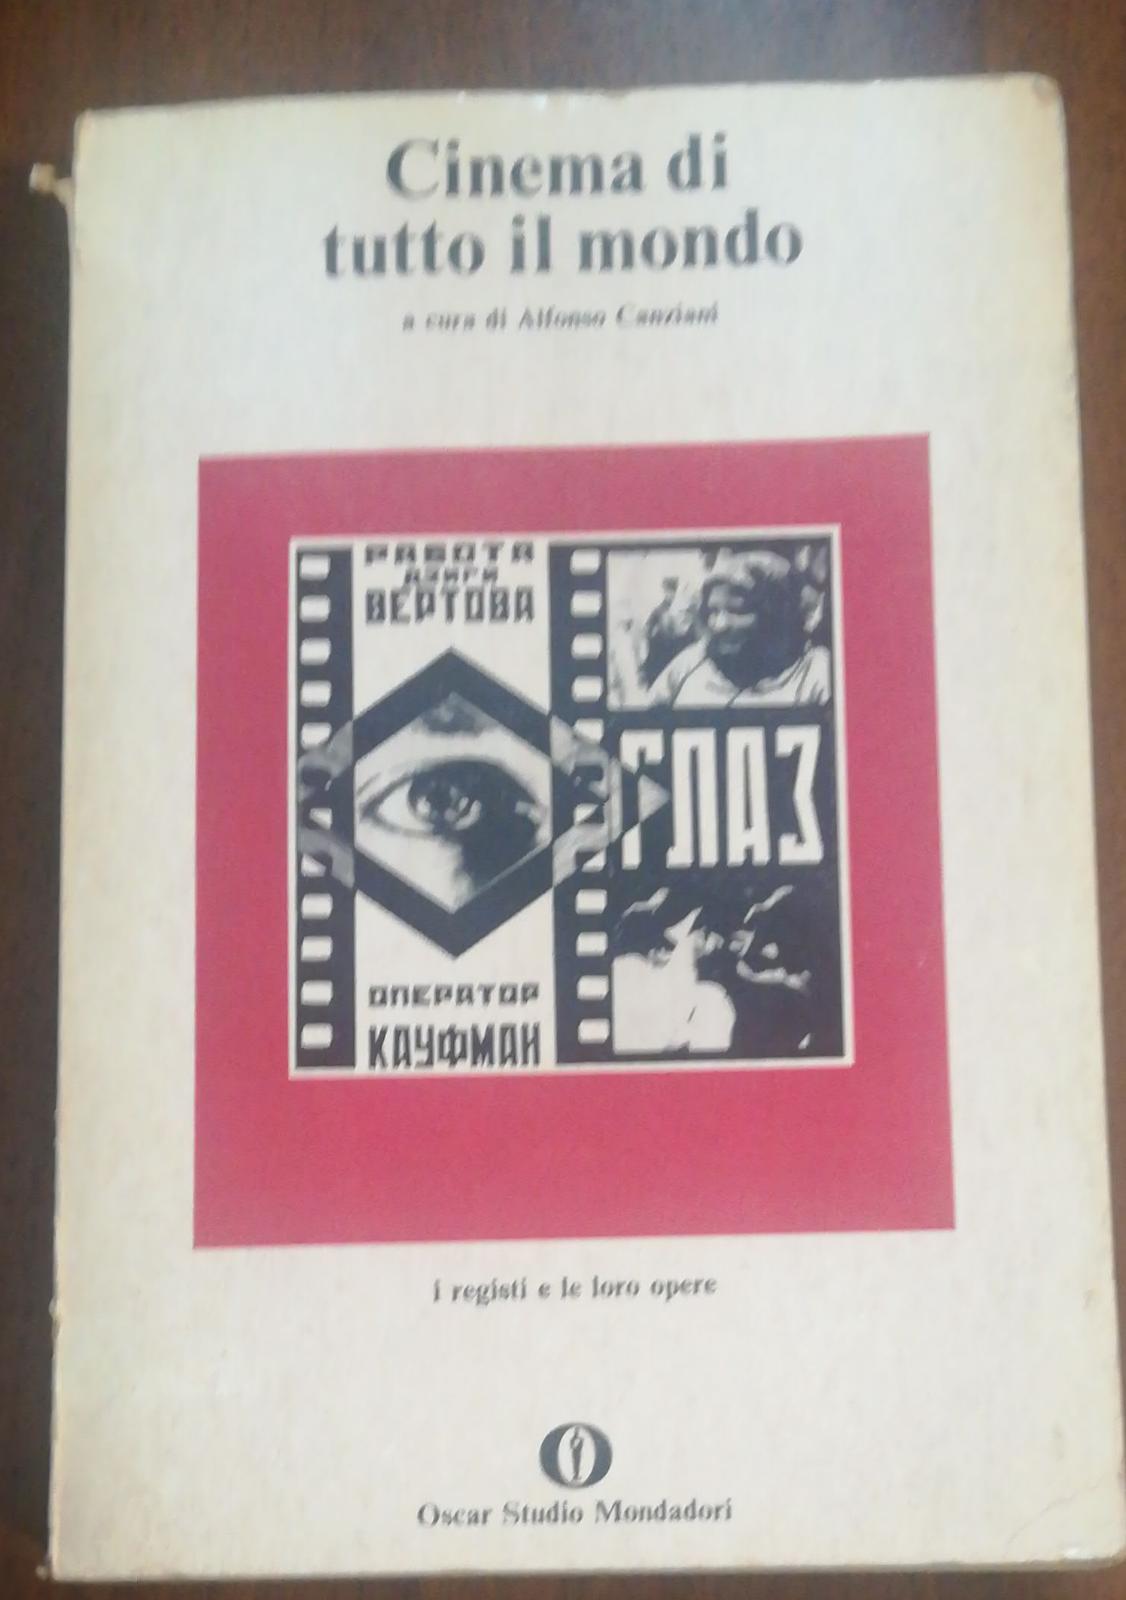 Cinema di
tutto il mondo
a cura di Alfonso Canziani
РАБОТА
ДЗИГИ
ВЕРТОВА
ГЛАЗ
ОПЕРАТОР
КАУФМАН
i registi e le loro opere
Oscar Studio Mondadori